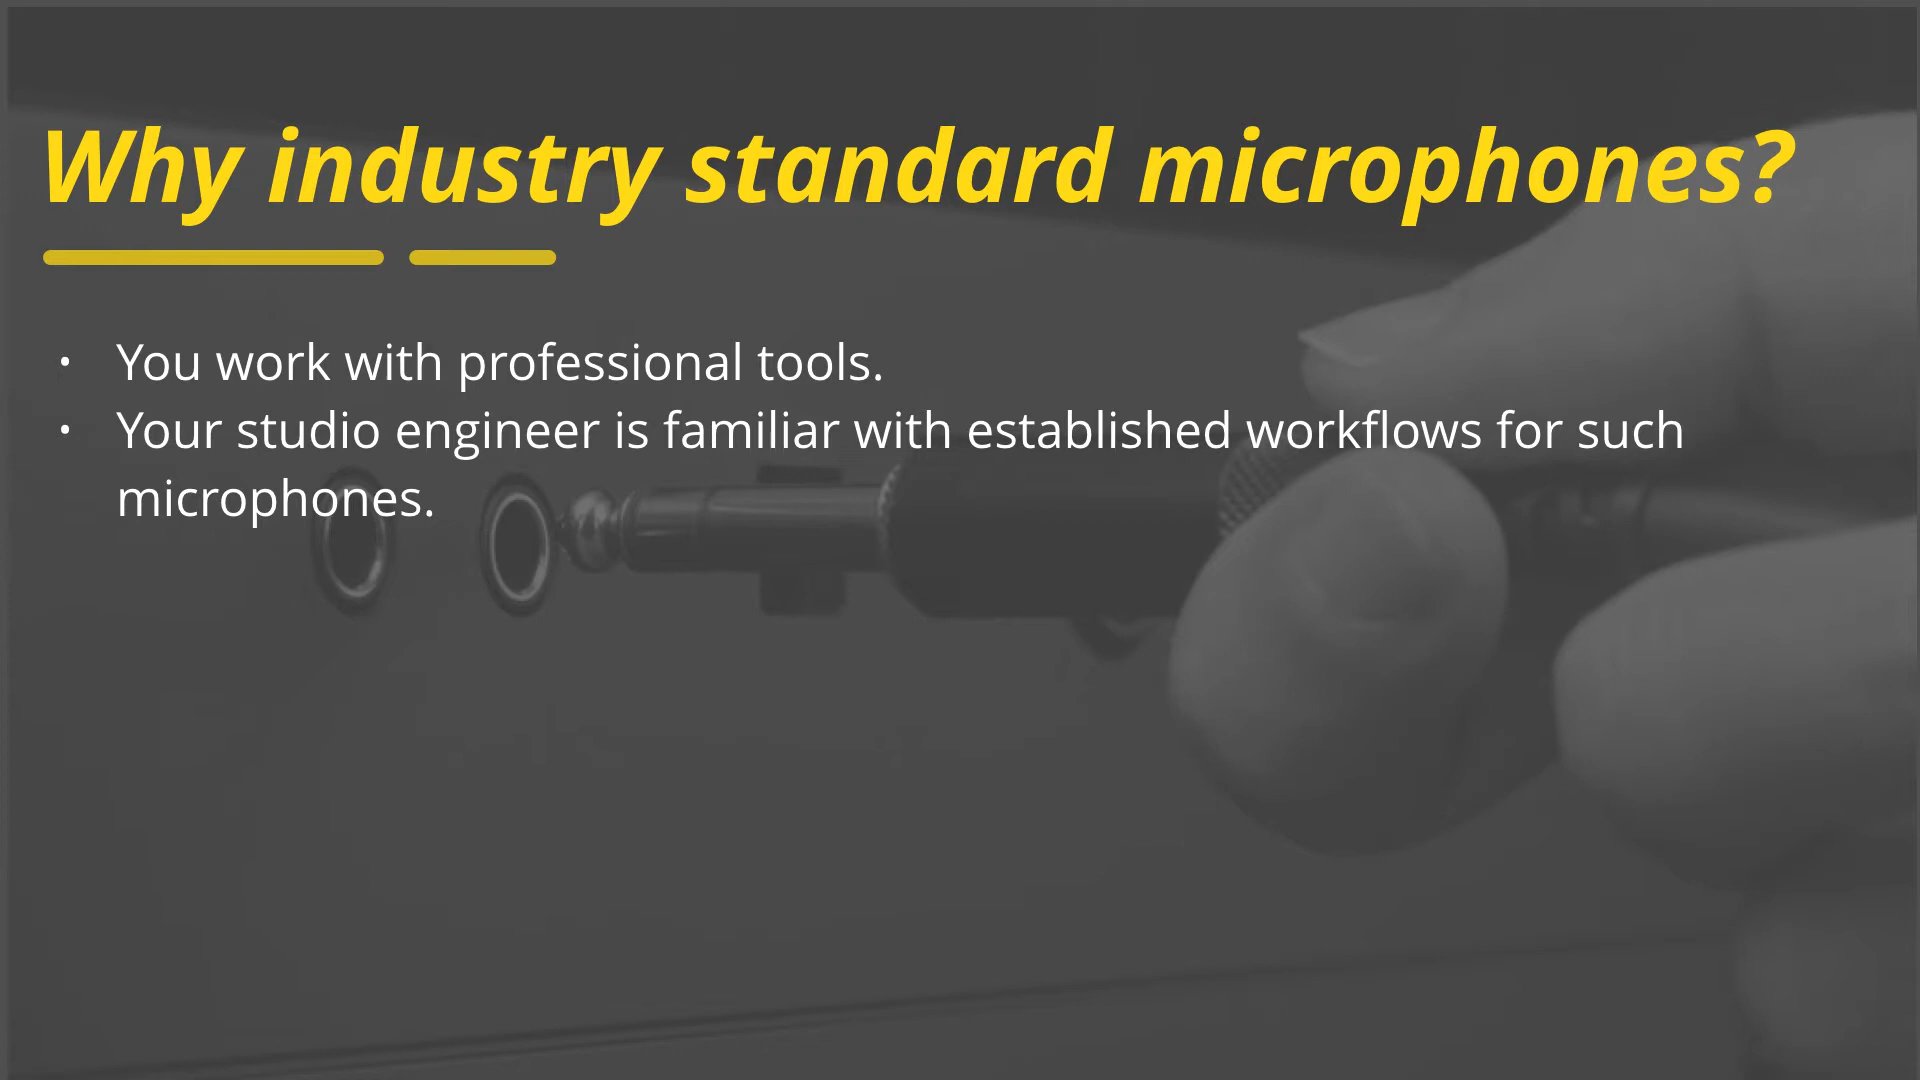 Why industry standard microphones?
• You work with professional tools.
• Your studio engineer is familiar with established workflows for such
microphones.